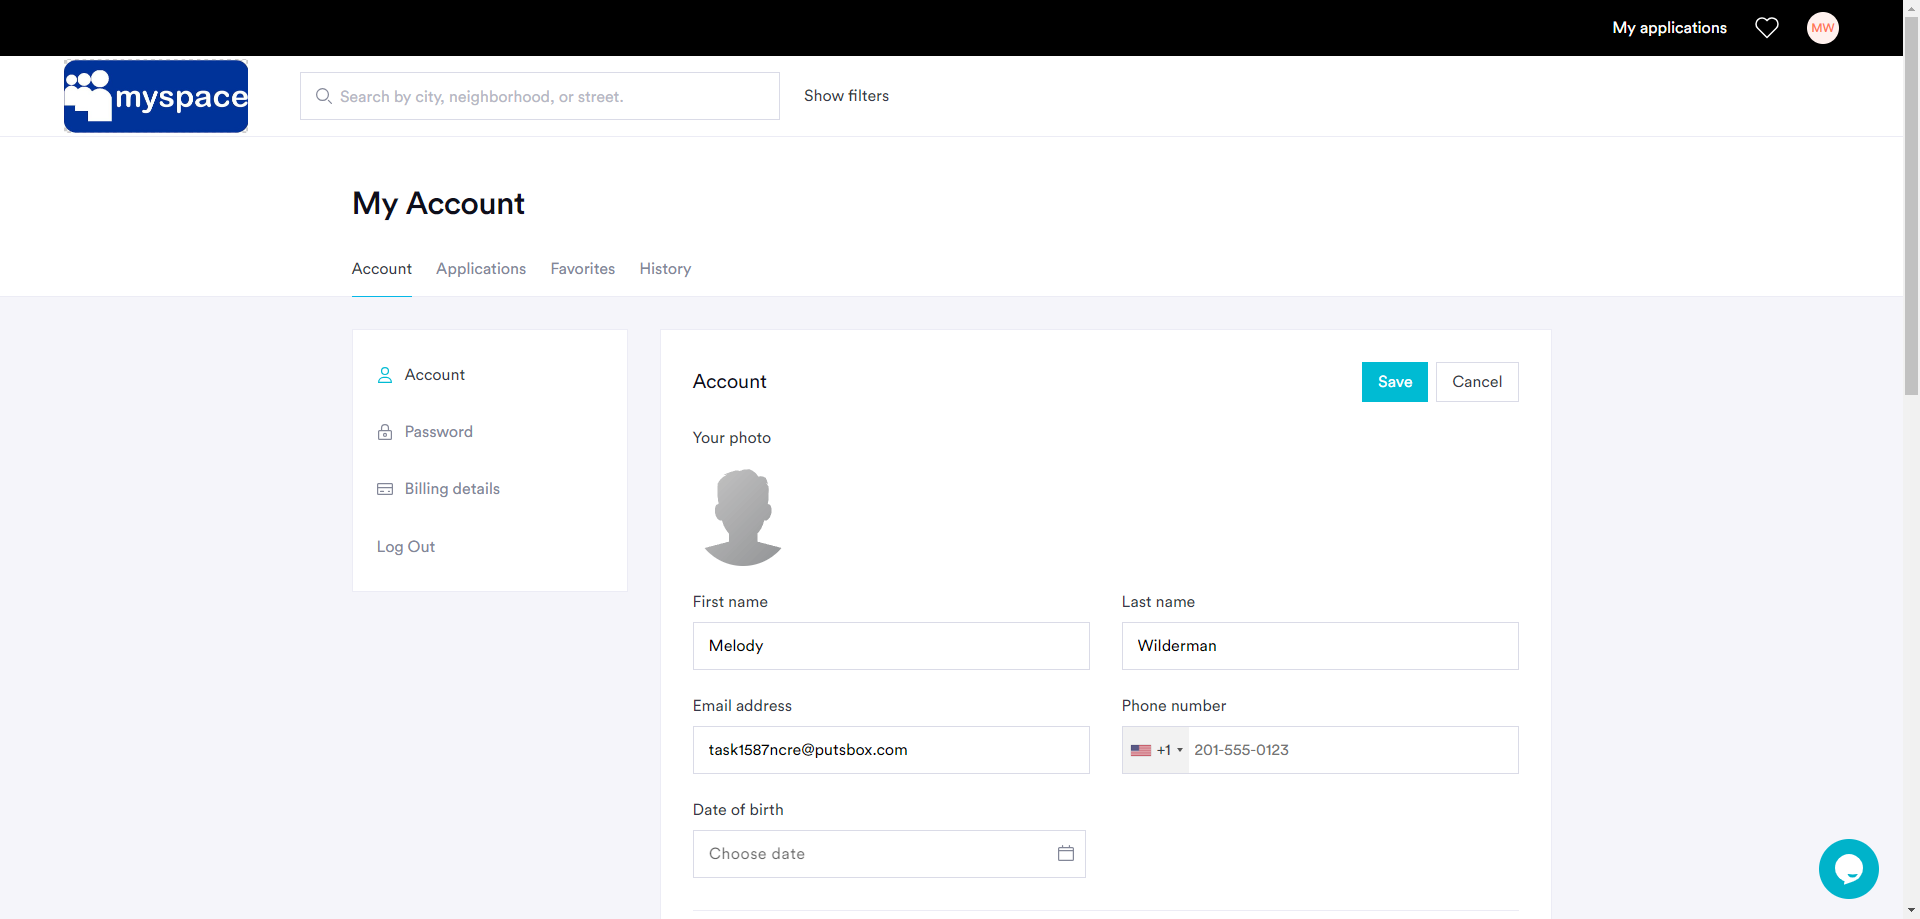 My applications
MW
myspace
Search by city, neighborhood, or street.
Show filters
My Account
Account
Applications
Favorites
History
Account
Password
Billing details
Log Out
Account
Save
Cancel
Your photo
First name
Last name
Melody
Wilderman
Email address
Phone number
task1587ncre@putsbox.com
+1
201-555-0123
Date of birth
Choose date